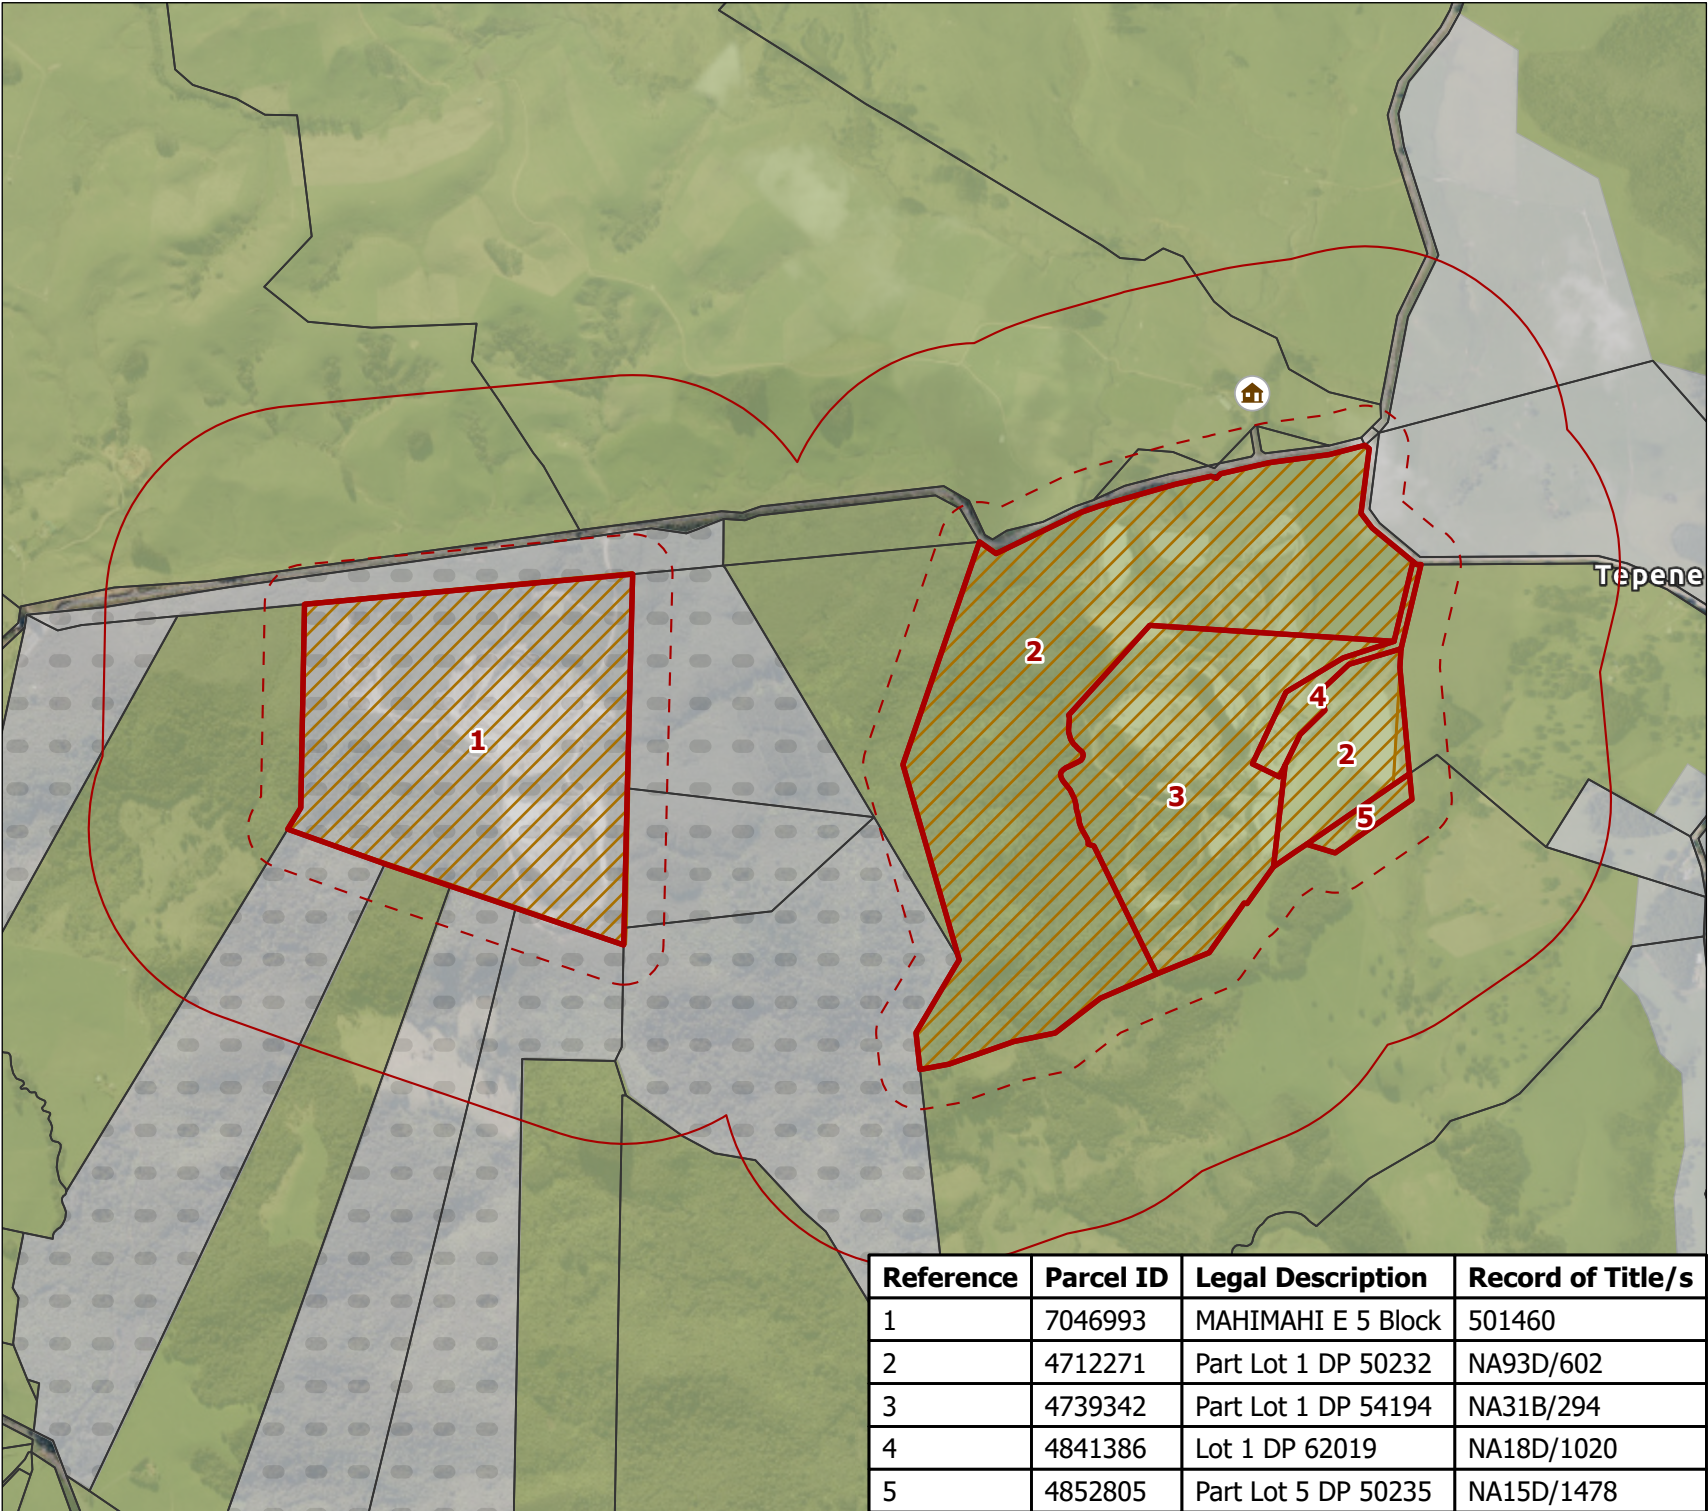 Tepene
2
4
1
2
3
5
Reference Parcel ID Legal Description Record of Title/s
1 7046993 MAHIMAHI E 5 Block 501460
2 4712271 Part Lot 1 DP 50232 NA93D/602
3 4739342 Part Lot 1 DP 54194 NA31B/294
4 4841386 Lot 1 DP 62019 NA18D/1020
5 4852805 Part Lot 5 DP 50235 NA15D/1478